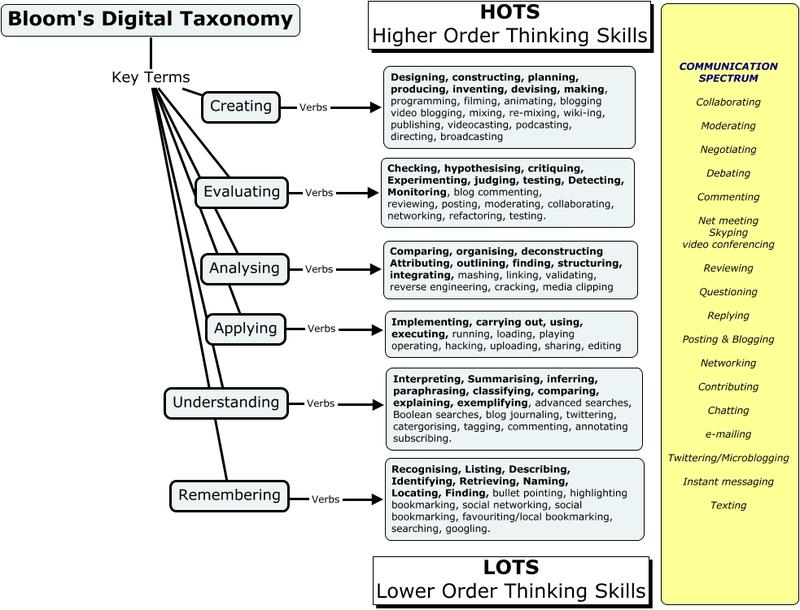 Bloom's Digital Taxonomy
HOTS
Higher Order Thinking Skills
Key Terms
Creating
Verbs
Designing, constructing, planning,
producing, inventing, devising, making,
programming, filming, animating, blogging
video blogging, mixing, re-mixing, wiki-ing,
publishing, videocasting, podcasting,
directing, broadcasting
Evaluating
Verbs
Checking, hypothesising, critiquing,
Experimenting, judging, testing, Detecting,
Monitoring, blog commenting,
reviewing, posting, moderating, collaborating,
networking, refactoring, testing.
Analysing
Verbs
Comparing, organising, deconstructing
Attributing, outlining, finding, structuring,
integrating, mashing, linking, validating,
reverse engineering, cracking, media clipping
Applying
Verbs
Implementing, carrying out, using,
executing, running, loading, playing
operating, hacking, uploading, sharing, editing
Understanding
Verbs
Interpreting, Summarising, inferring,
paraphrasing, classifying, comparing,
explaining, exemplifying, advanced searches,
Boolean searches, blog journaling, twittering,
catergorising, tagging, commenting, annotating
subscribing.
Remembering
Verbs
Recognising, Listing, Describing,
Identifying, Retrieving, Naming,
Locating, Finding, bullet pointing, highlighting
bookmarking, social networking, social
bookmarking, favouriting/local bookmarking,
searching, googling.
LOTS
Lower Order Thinking Skills
COMMUNICATION
SPECTRUM
Collaborating
Moderating
Negotiating
Debating
Commenting
Net meeting
Skyping
video conferencing
Reviewing
Questioning
Replying
Posting & Blogging
Networking
Contributing
Chatting
e-mailing
Twittering/Microblogging
Instant messaging
Texting